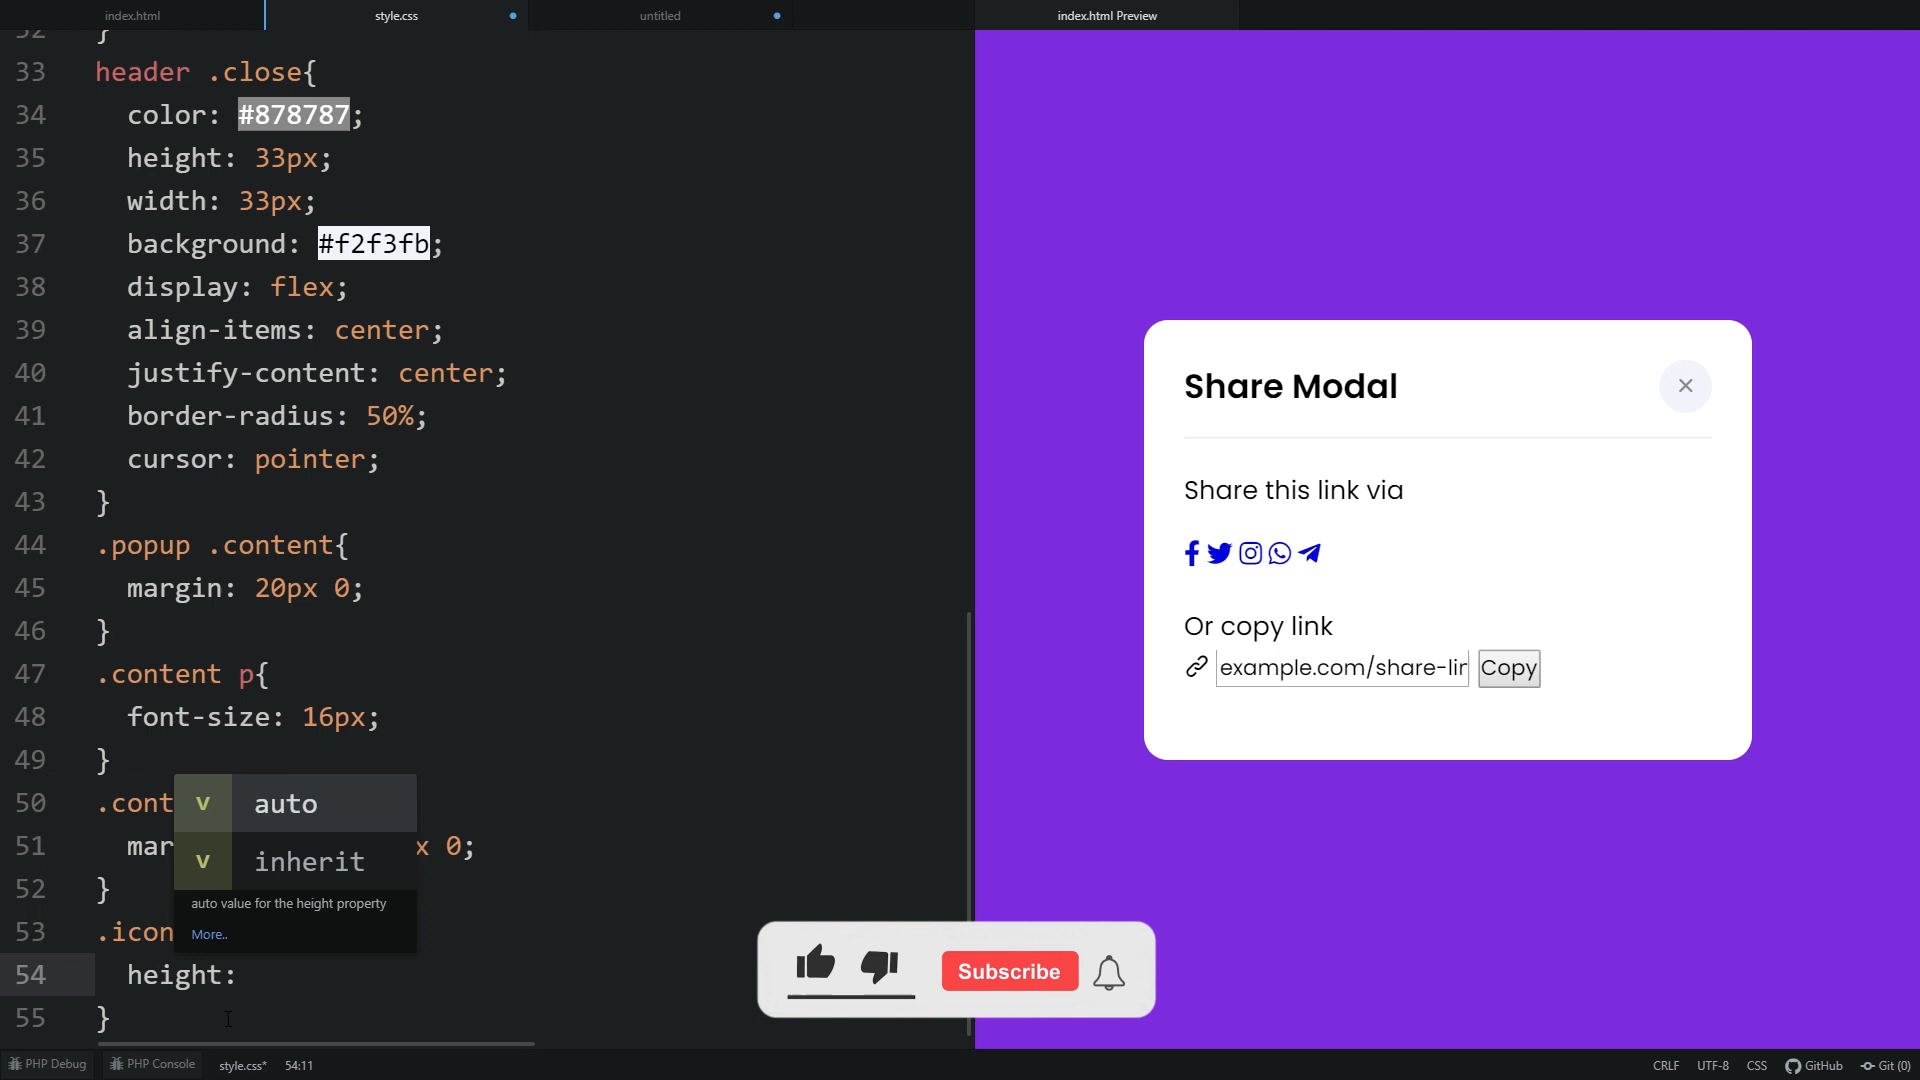 index.html
style.css
untitled
index.html Preview
32 }
33 header .close{
34 color: #878787;
35 height: 33px;
36 width: 33px;
37 background: #f2f3fb;
38 display: flex;
39 align-items: center;
40 justify-content: center;
41 border-radius: 50%;
42 cursor: pointer;
43 }
44 .popup .content{
45 margin: 20px 0;
46 }
47 .content p{
48 font-size: 16px;
49 }
50 .cont
51 mar x 0;
52 }
53 .icon
54 height:
55 }
v auto
v inherit
auto value for the height property
More..
Share Modal
Share this link via
Or copy link
example.com/share-lin
Copy
Subscribe
PHP Debug
PHP Console
style.css*
54:11
CRLF
UTF-8
CSS
GitHub
Git (0)